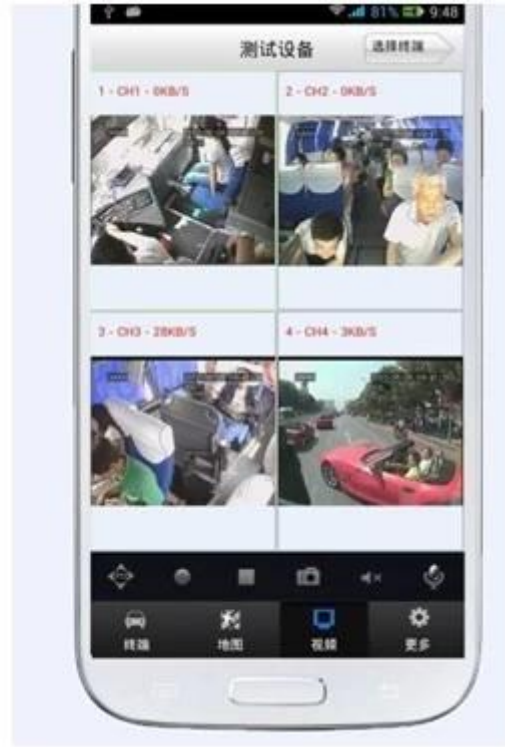 81% 9:48
测试设备
选择终端
1 - CH1 - 0KB/S
2 - CH2 - 0KB/S
3 - CH3 - 28KB/S
4 - CH4 - 3KB/S
终端
地图
视频
更多